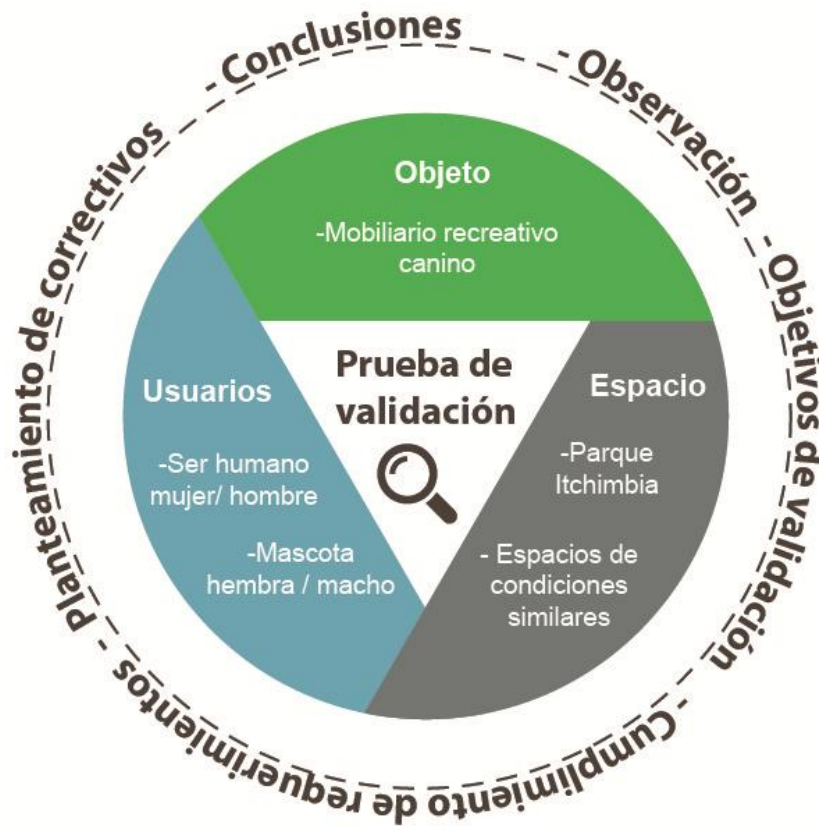 - Conclusiones
- Observación
- Objetivos de validación
- Cumplimiento de requerimientos
- Planteamiento de correctivos
Objeto
-Mobiliario recreativo
canino
Prueba de
validación
Usuarios
-Ser humano
mujer/ hombre
-Mascota
hembra / macho
Espacio
-Parque
Itchimbia
- Espacios de
condiciones
similares